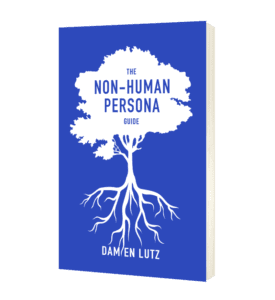 THE
NON-HUMAN
PERSONA
GUIDE
DAMIEN LUTZ